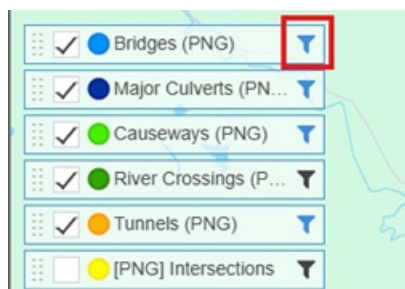 Bridges (PNG)
Major Culverts (PN...
Causeways (PNG)
River Crossings (P...
Tunnels (PNG)
[PNG] Intersections